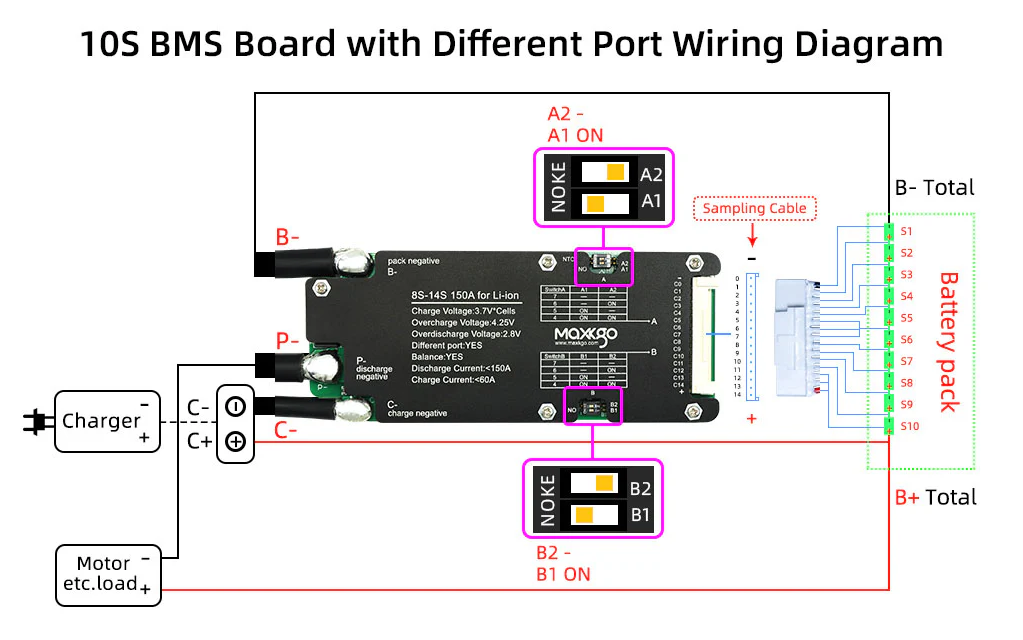 10S BMS Board with Different Port Wiring Diagram
A2 -
A1 ON
NOKE
A2
A1
B- Total
Sampling Cable
-
B-
pack negative
B-
NTC
NO
A2
A1
A
8S-14S 150A for Li-ion
Charge Voltage:3.7V*Cells
Overcharge Voltage:4.25V
Overdischarge Voltage:2.8V
Different port:YES
Balance:YES
Discharge Current:<150A
Charge Current:<60A
SwitchA A1 A2
7 — —
6 — ON
5 ON —
4 ON ON
A
MAXKGO
www.maxkgo.com
B
SwitchB B1 B2
7 — —
6 — ON
5 ON —
4 ON ON
-
C0
C1
C2
C3
C4
C5
C6
C7
C8
C9
C10
C11
C12
C13
C14
+
0
1
2
3
4
5
6
7
8
9
10
11
12
13
14
+
S1
S2
S3
S4
S5
S6
S7
S8
S9
S10
Battery pack
P-
P-
discharge
negative
P-
C-
charge negative
C-
B
NO
B2
B1
Charger
-
+
C-
C+
NOKE
B2
B1
B2 -
B1 ON
B+ Total
Motor -
etc.load +